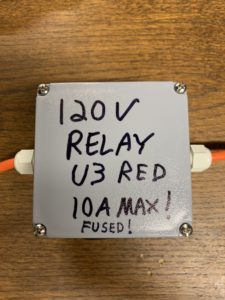 120V
RELAY
U3 RED
10A MAX!
FUSED!